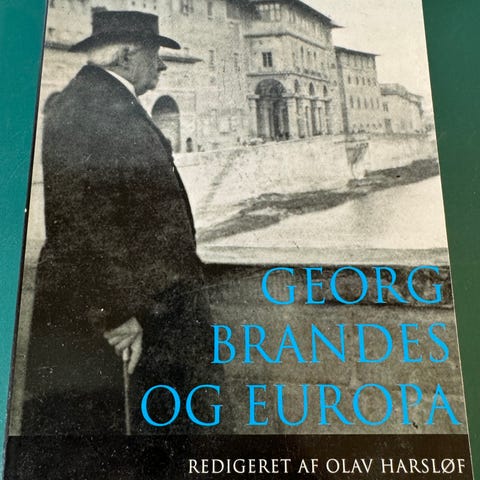 GEORG
BRANDES
OG EUROPA
REDIGERET AF OLAV HARSLØF